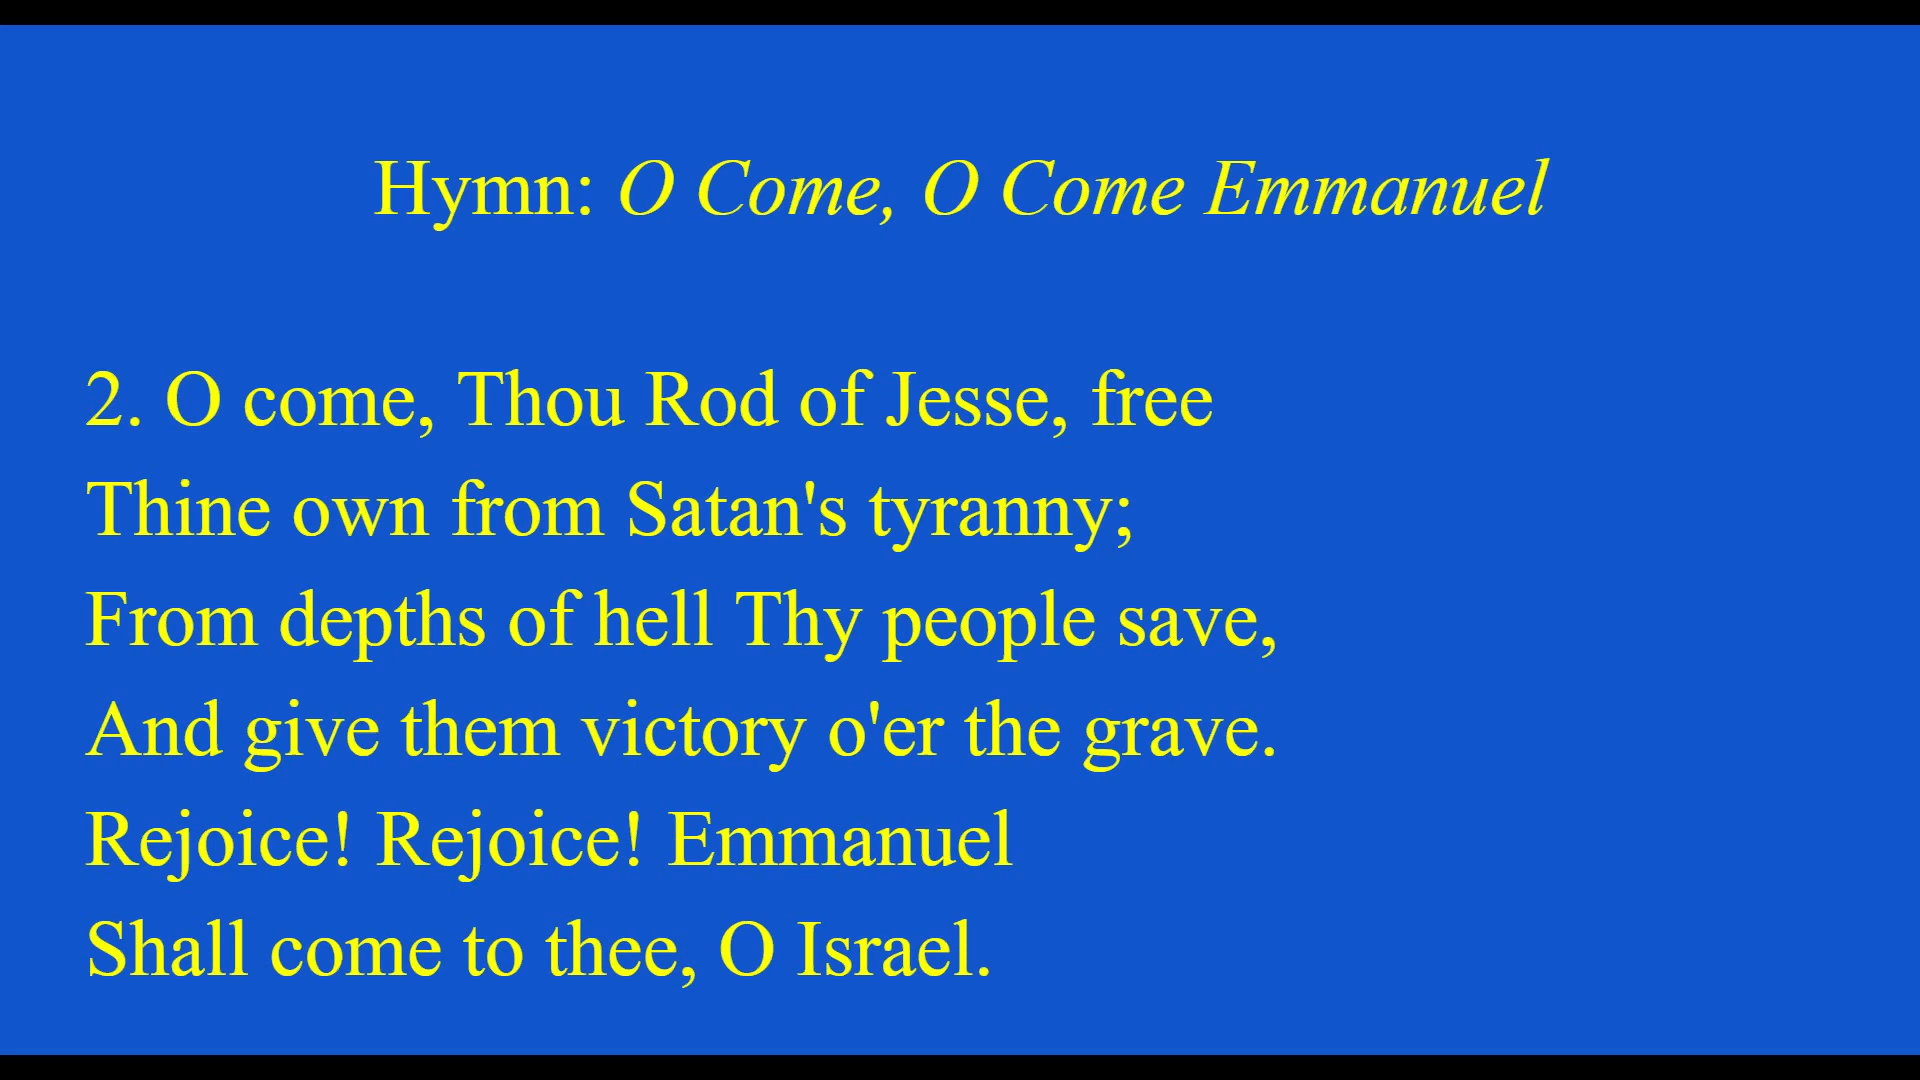 Hymn: O Come, O Come Emmanuel
2. O come, Thou Rod of Jesse, free
Thine own from Satan's tyranny;
From depths of hell Thy people save,
And give them victory o'er the grave.
Rejoice! Rejoice! Emmanuel
Shall come to thee, O Israel.